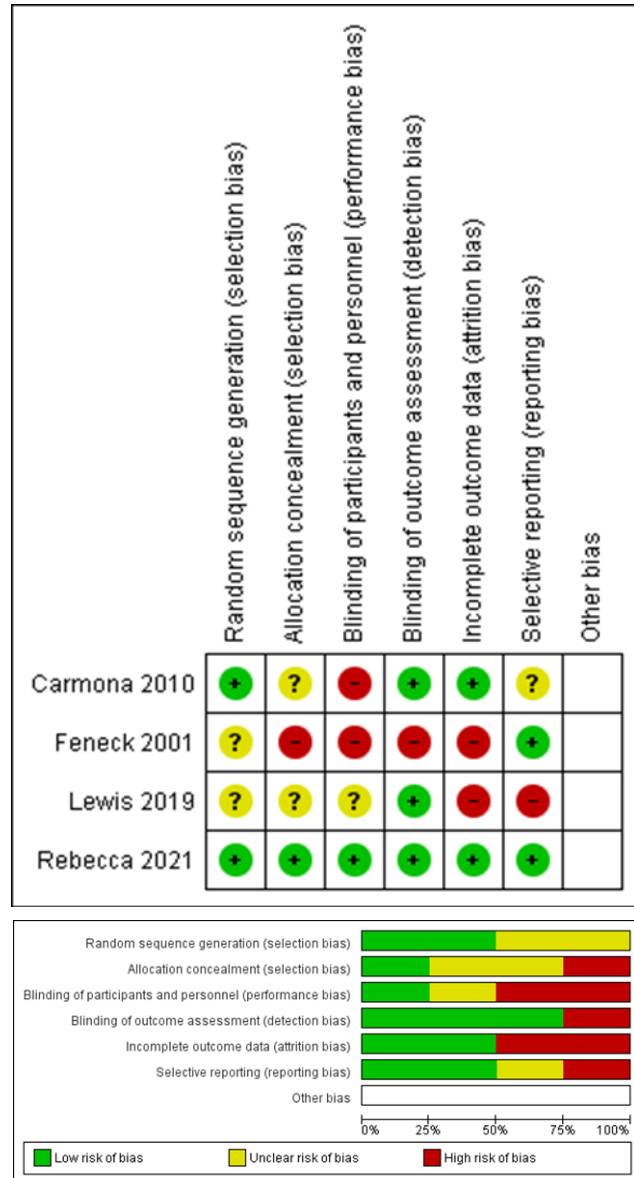 Random sequence generation (selection bias)
Allocation concealment (selection bias)
Blinding of participants and personnel (performance bias)
Blinding of outcome assessment (detection bias)
Incomplete outcome data (attrition bias)
Selective reporting (reporting bias)
Other bias
Carmona 2010 + ? - + + ?
Feneck 2001 ? - - - - +
Lewis 2019 ? ? ? + - -
Rebecca 2021 + + + + + +
Random sequence generation (selection bias)
Allocation concealment (selection bias)
Blinding of participants and personnel (performance bias)
Blinding of outcome assessment (detection bias)
Incomplete outcome data (attrition bias)
Selective reporting (reporting bias)
Other bias
0% 25% 50% 75% 100%
Low risk of bias Unclear risk of bias High risk of bias